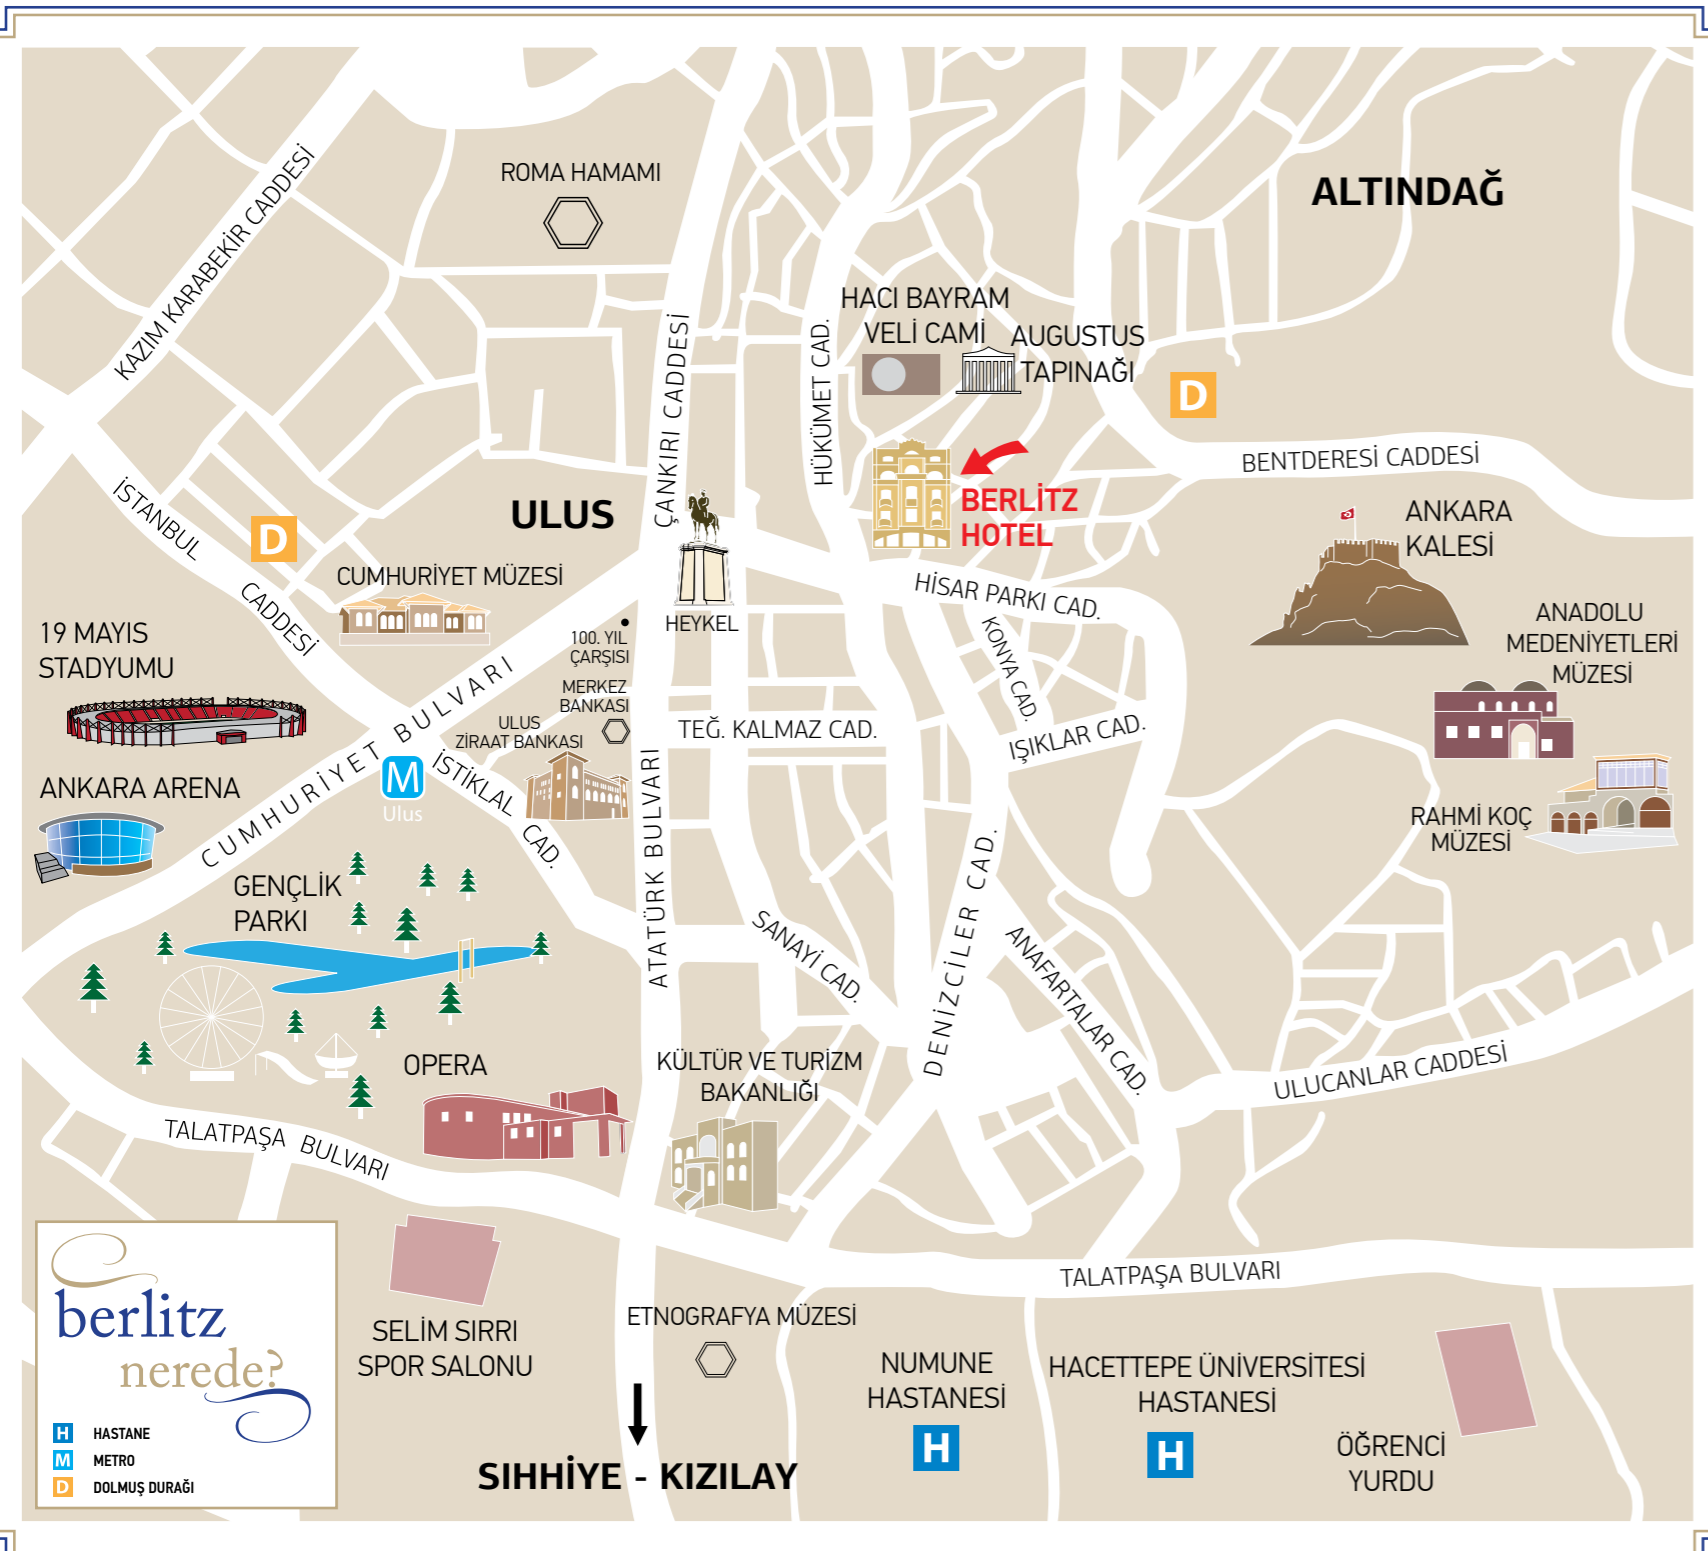 ROMA HAMAMI
ALTINDAĞ
KAZIM KARABEKİR CADDESİ
HACI BAYRAM
VELİ CAMİ
AUGUSTUS
TAPINAĞI
HÜKÜMET CAD.
ÇANKIRI CADDESİ
D
BENTDERESİ CADDESİ
BERLİTZ
HOTEL
ULUS
İSTANBUL CADDESİ
D
ANKARA
KALESİ
CUMHURİYET MÜZESİ
HİSAR PARKI CAD.
HEYKEL
19 MAYIS
STADYUMU
100. YIL
ÇARŞISI
KONYA CAD.
ANADOLU
MEDENİYETLERİ
MÜZESİ
MERKEZ
BANKASI
ULUS
ZİRAAT BANKASI
TEĞ. KALMAZ CAD.
IŞIKLAR CAD.
CUMHURİYET BULVARI
M
Ulus
İSTİKLAL CAD.
ANKARA ARENA
RAHMİ KOÇ
MÜZESİ
ATATÜRK BULVARI
GENÇLİK
PARKI
SANAYİ CAD.
DENİZCİLER CAD.
ANAFARTALAR CAD.
OPERA
KÜLTÜR VE TURİZM
BAKANLIĞI
ULUCANLAR CADDESİ
TALATPAŞA BULVARI
TALATPAŞA BULVARI
berlitz
nerede?
H HASTANE
M METRO
D DOLMUŞ DURAĞI
SELİM SIRRI
SPOR SALONU
ETNOGRAFYA MÜZESİ
NUMUNE
HASTANESİ
H
HACETTEPE ÜNİVERSİTESİ
HASTANESİ
H
ÖĞRENCİ
YURDU
SIHHİYE - KIZILAY